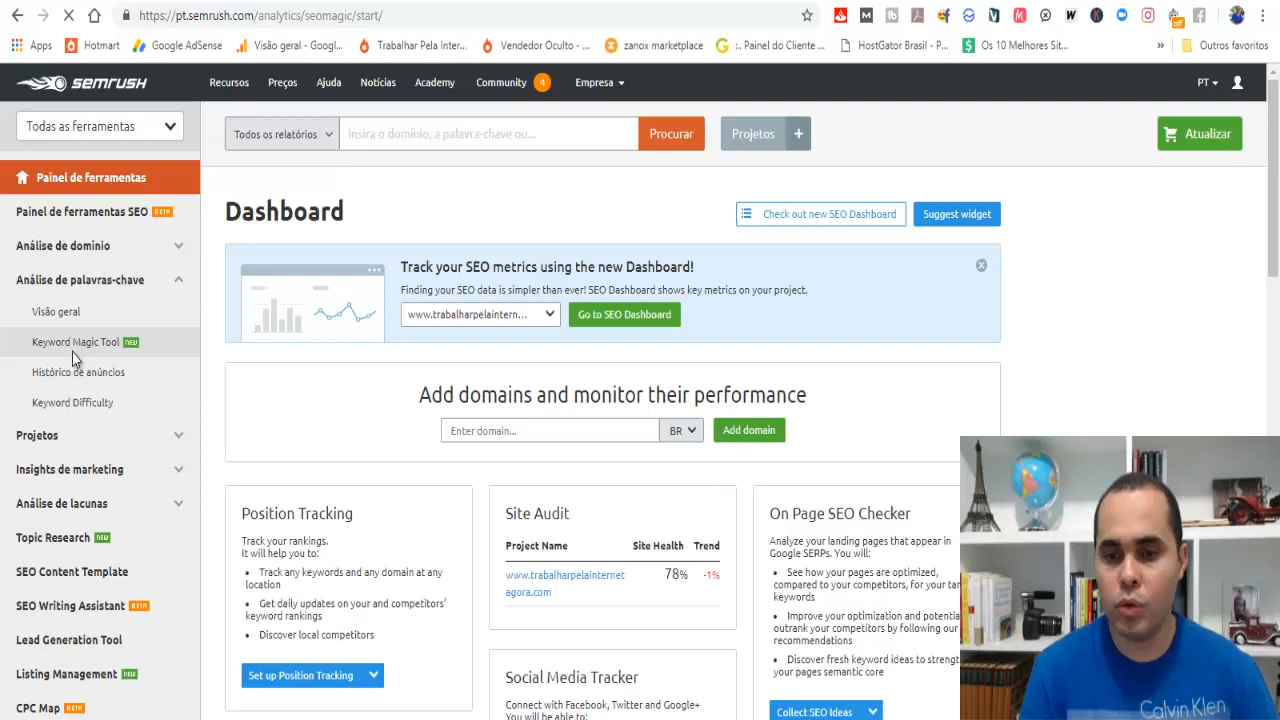 https://pt.semrush.com/analytics/seomagic/start/
Apps
Hotmart
Google AdSense
Visão geral - Googl...
Trabalhar Pela Inter...
Vendedor Oculto - ...
zanox marketplace
:. Painel do Cliente ...
HostGator Brasil - P...
Os 10 Melhores Sit...
»
Outros favoritos
off
SEMRUSH
Recursos
Preços
Ajuda
Notícias
Academy
Community
4
Empresa
PT
Todas as ferramentas
Todos os relatórios
Insira o domínio, a palavra-chave ou...
Procurar
Projetos
+
Atualizar
Painel de ferramentas
Painel de ferramentas SEO BETA
Análise de domínio
Análise de palavras-chave
Visão geral
Keyword Magic Tool NEW
Histórico de anúncios
Keyword Difficulty
Projetos
Insights de marketing
Análise de lacunas
Topic Research NEW
SEO Content Template
SEO Writing Assistant BETA
Lead Generation Tool
Listing Management NEW
CPC Map BETA
Dashboard
Check out new SEO Dashboard
Suggest widget
Track your SEO metrics using the new Dashboard!
Finding your SEO data is simpler than ever! SEO Dashboard shows key metrics on your project.
www.trabalharpelaintern...
Go to SEO Dashboard
Add domains and monitor their performance
Enter domain...
BR
Add domain
Position Tracking
Track your rankings.
It will help you to:
• Track any keywords and any domain at any
location
• Get daily updates on your and competitors'
keyword rankings
• Discover local competitors
Set up Position Tracking
Site Audit
Project Name Site Health Trend
www.trabalharpelainternet
agora.com
78% -1%
Social Media Tracker
Connect with Facebook, Twitter and Google+
You will be able to:
On Page SEO Checker
Analyze your landing pages that appear in
Google SERPs. You will:
• See how your pages are optimized,
compared to your competitors, for your
keywords
• Improve your optimization and
outrank your competitors by following our
recommendations
• Discover fresh keyword ideas to
your pages semantic core
Collect SEO Ideas
Calvin Klein